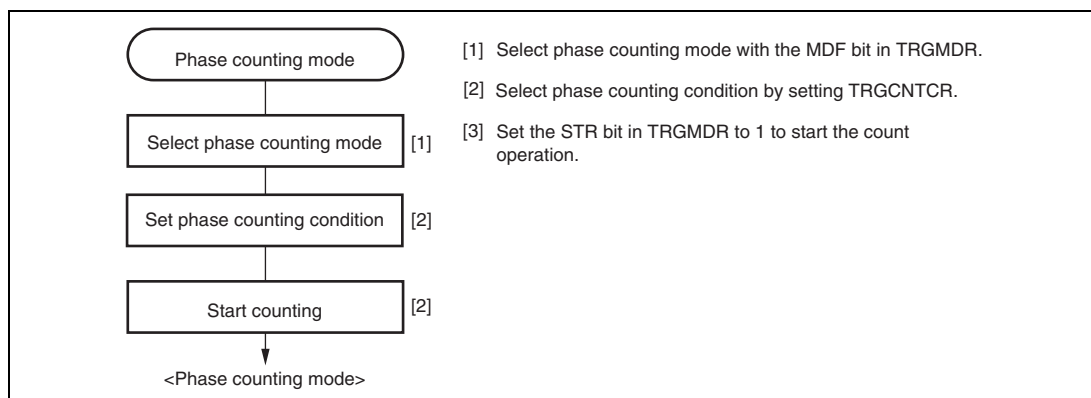 Phase counting mode
Select phase counting mode [1]
Set phase counting condition [2]
Start counting [2]
<Phase counting mode>
[1] Select phase counting mode with the MDF bit in TRGMDR.
[2] Select phase counting condition by setting TRGCNTCR.
[3] Set the STR bit in TRGMDR to 1 to start the count
operation.